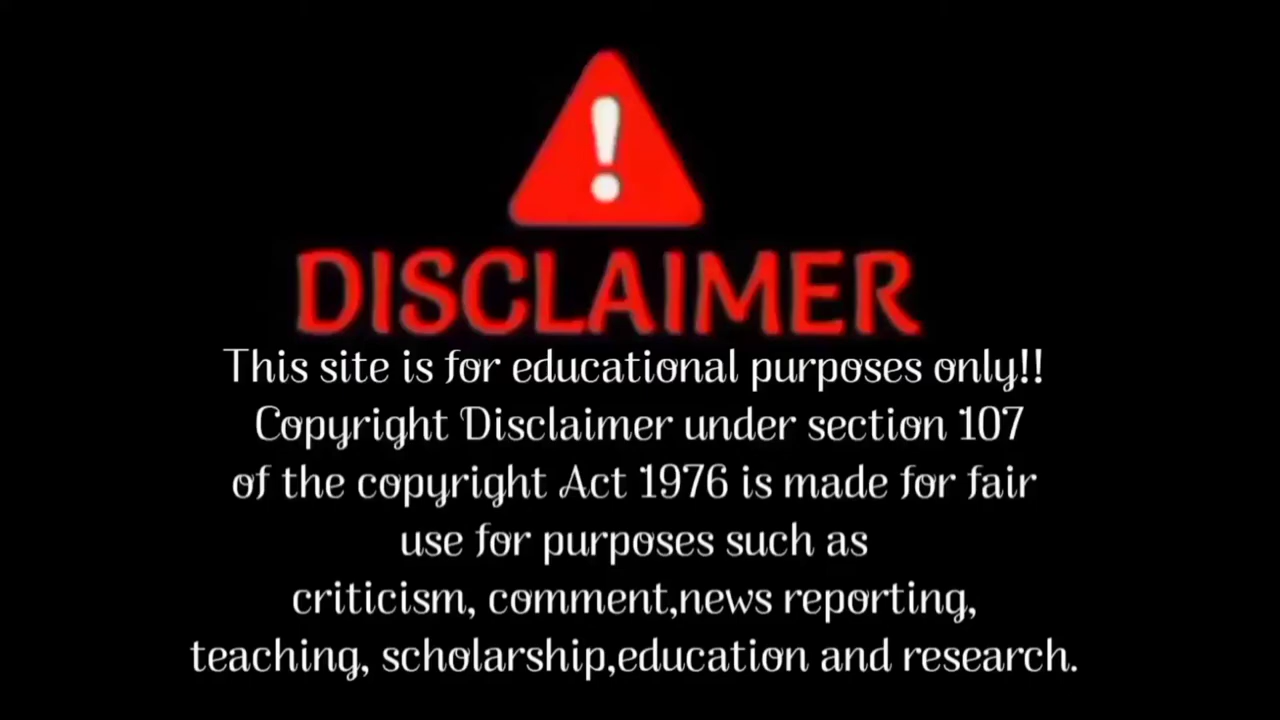 !
DISCLAIMER
This site is for educational purposes only!!
Copyright Disclaimer under section 107
of the copyright Act 1976 is made for fair
use for purposes such as
criticism, comment,news reporting,
teaching, scholarship,education and research.